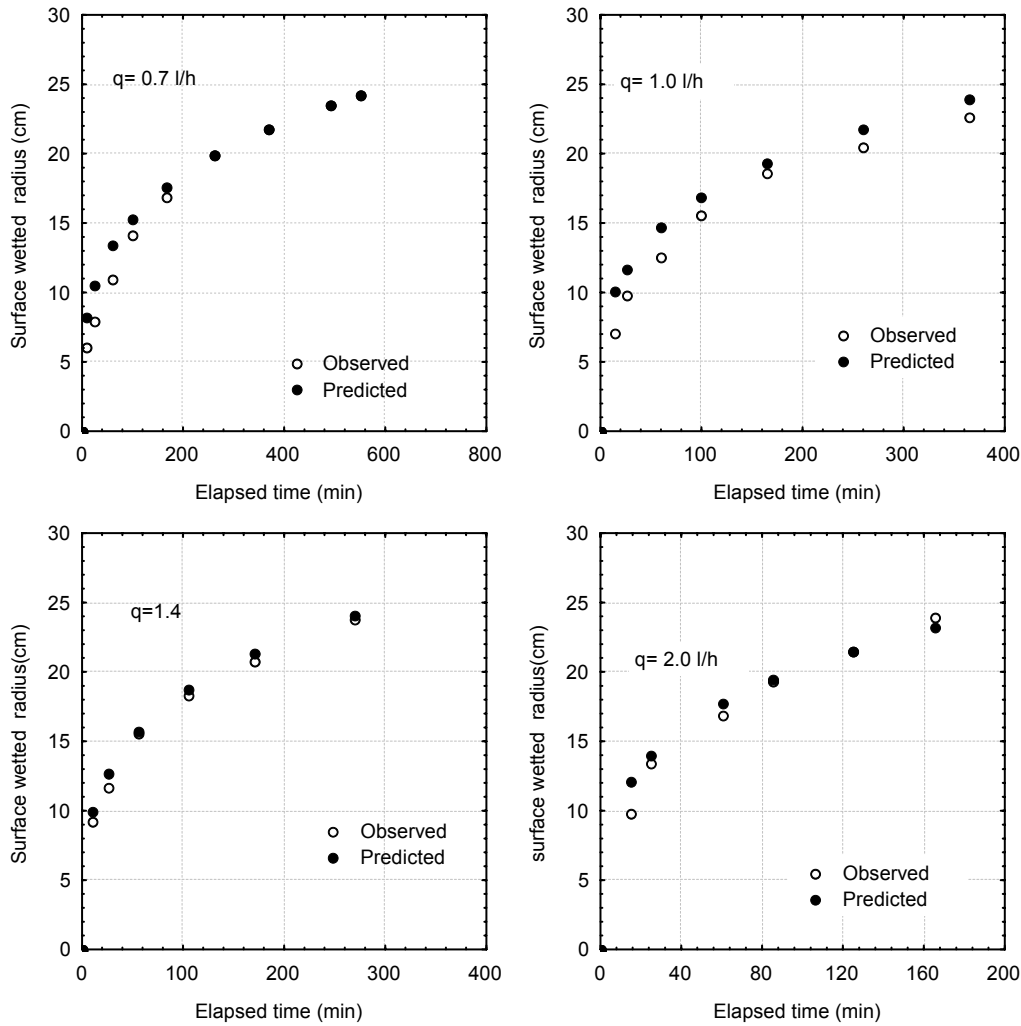 30
25
20
15
10
5
0
Surface wetted radius (cm)
q= 0.7 l/h
Observed
Predicted
0 200 400 600 800
Elapsed time (min)
30
25
20
15
10
5
0
Surface wetted radius (cm)
q= 1.0 l/h
Observed
Predicted
0 100 200 300 400
Elapsed time (min)
30
25
20
15
10
5
0
Surface wetted radius(cm)
q=1.4
Observed
Predicted
0 100 200 300 400
Elapsed time (min)
30
25
20
15
10
5
0
surface wetted radius(cm)
q= 2.0 l/h
Observed
Predicted
0 40 80 120 160 200
Elapsed time (min)